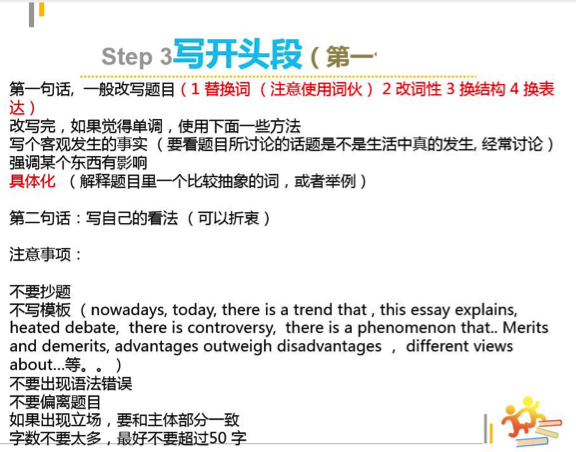 Step 3写开头段（第一
第一句话, 一般改写题目（1 替换词 （注意使用词伙） 2 改词性 3 换结构 4 换表
达）
改写完，如果觉得单调，使用下面一些方法
写个客观发生的事实 （要看题目所讨论的话题是不是生活中真的发生, 经常讨论）
强调某个东西有影响
具体化 （解释题目里一个比较抽象的词，或者举例）
第二句话：写自己的看法 （可以折衷）
注意事项：
不要抄题
不写模板 （nowadays, today, there is a trend that , this essay explains,
heated debate, there is controversy, there is a phenomenon that.. Merits
and demerits, advantages outweigh disadvantages ， different views
about...等。。）
不要出现语法错误
不要偏离题目
如果出现立场，要和主体部分一致
字数不要太多，最好不要超过50 字